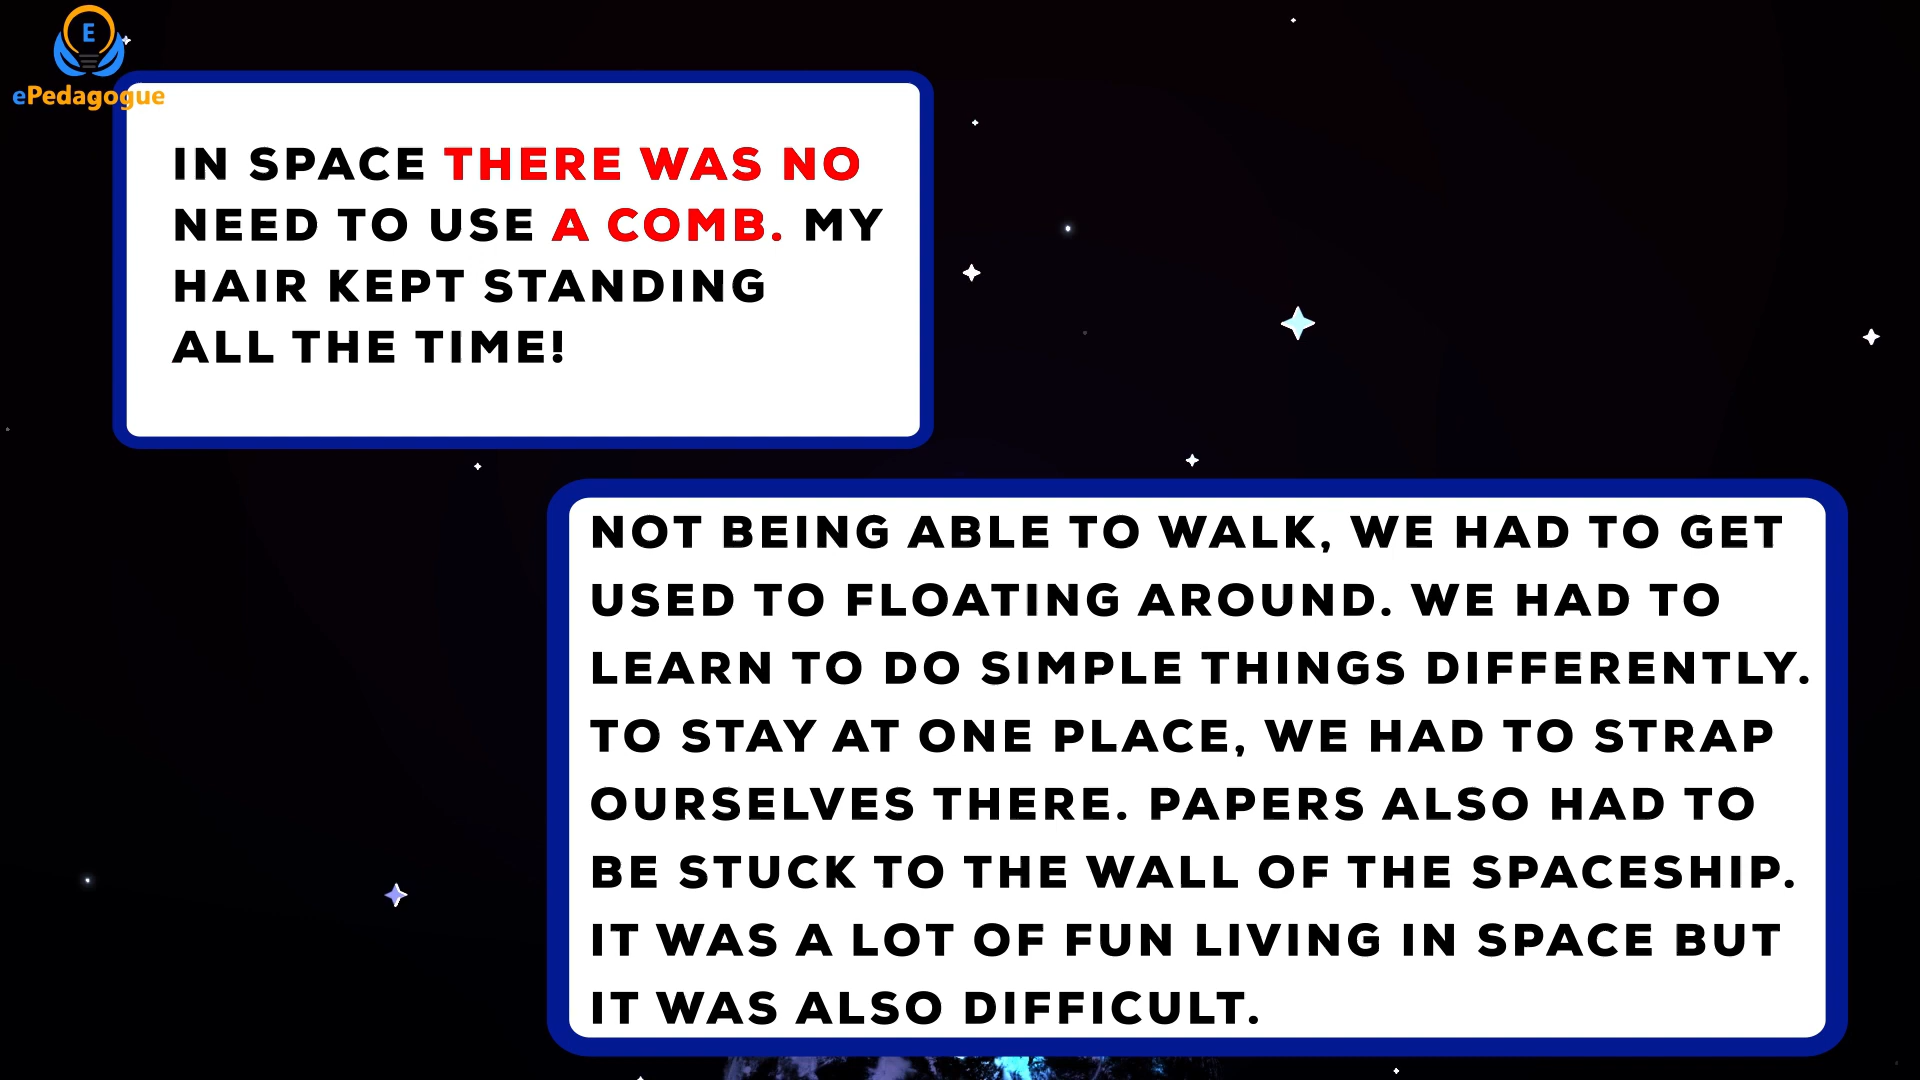 E
ePedagogue
IN SPACE THERE WAS NO
NEED TO USE A COMB. MY
HAIR KEPT STANDING
ALL THE TIME!
NOT BEING ABLE TO WALK, WE HAD TO GET
USED TO FLOATING AROUND. WE HAD TO
LEARN TO DO SIMPLE THINGS DIFFERENTLY.
TO STAY AT ONE PLACE, WE HAD TO STRAP
OURSELVES THERE. PAPERS ALSO HAD TO
BE STUCK TO THE WALL OF THE SPACESHIP.
IT WAS A LOT OF FUN LIVING IN SPACE BUT
IT WAS ALSO DIFFICULT.